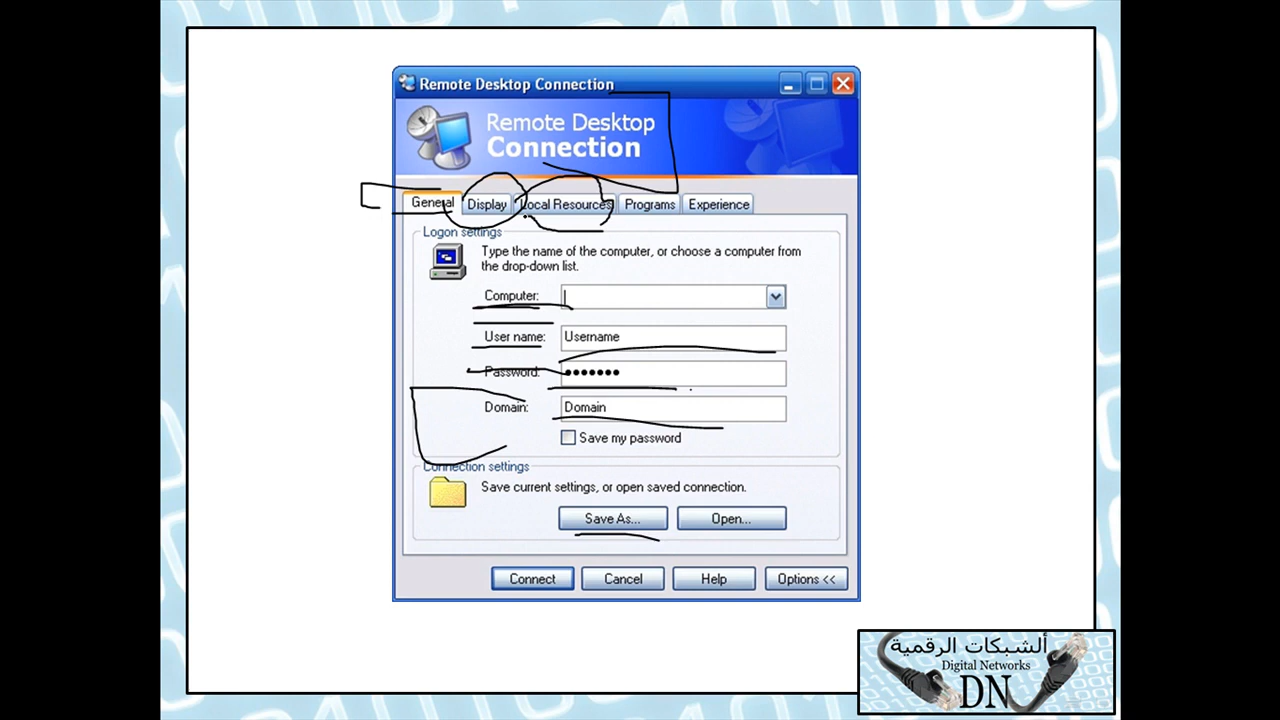 Remote Desktop Connection
Remote Desktop
Connection
General Display Local Resources Programs Experience
Logon settings
Type the name of the computer, or choose a computer from
the drop-down list.
Computer:
User name: Username
Password: •••••••
Domain: Domain
Save my password
Connection settings
Save current settings, or open saved connection.
Save As... Open...
Connect Cancel Help Options <<
ألشبكات الرقمية
Digital Networks
DN